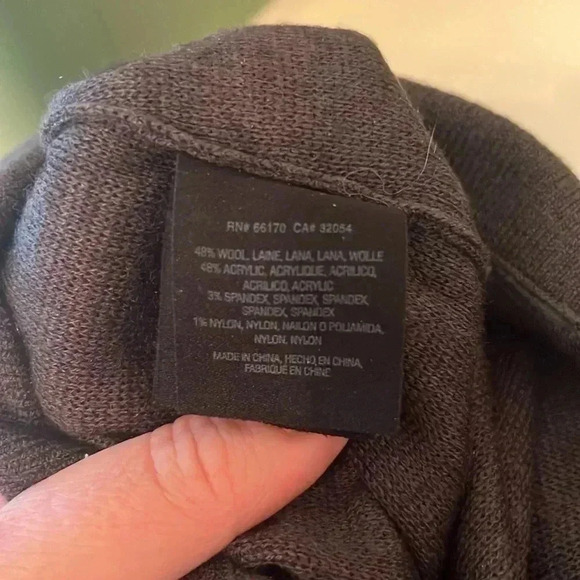 RN# 66170 CA# 32054
48% WOOL, LAINE, LANA, LANA, WOLLE
48% ACRYLIC, ACRYLIQUE, ACRILICO,
ACRILICO, ACRYLIC
3% SPANDEX, SPANDEX, SPANDEX,
SPANDEX, SPANDEX
1% NYLON, NYLON, NAILON O POLIAMIDA,
NYLON, NYLON
MADE IN CHINA, HECHO EN CHINA,
FABRIQUE EN CHINE